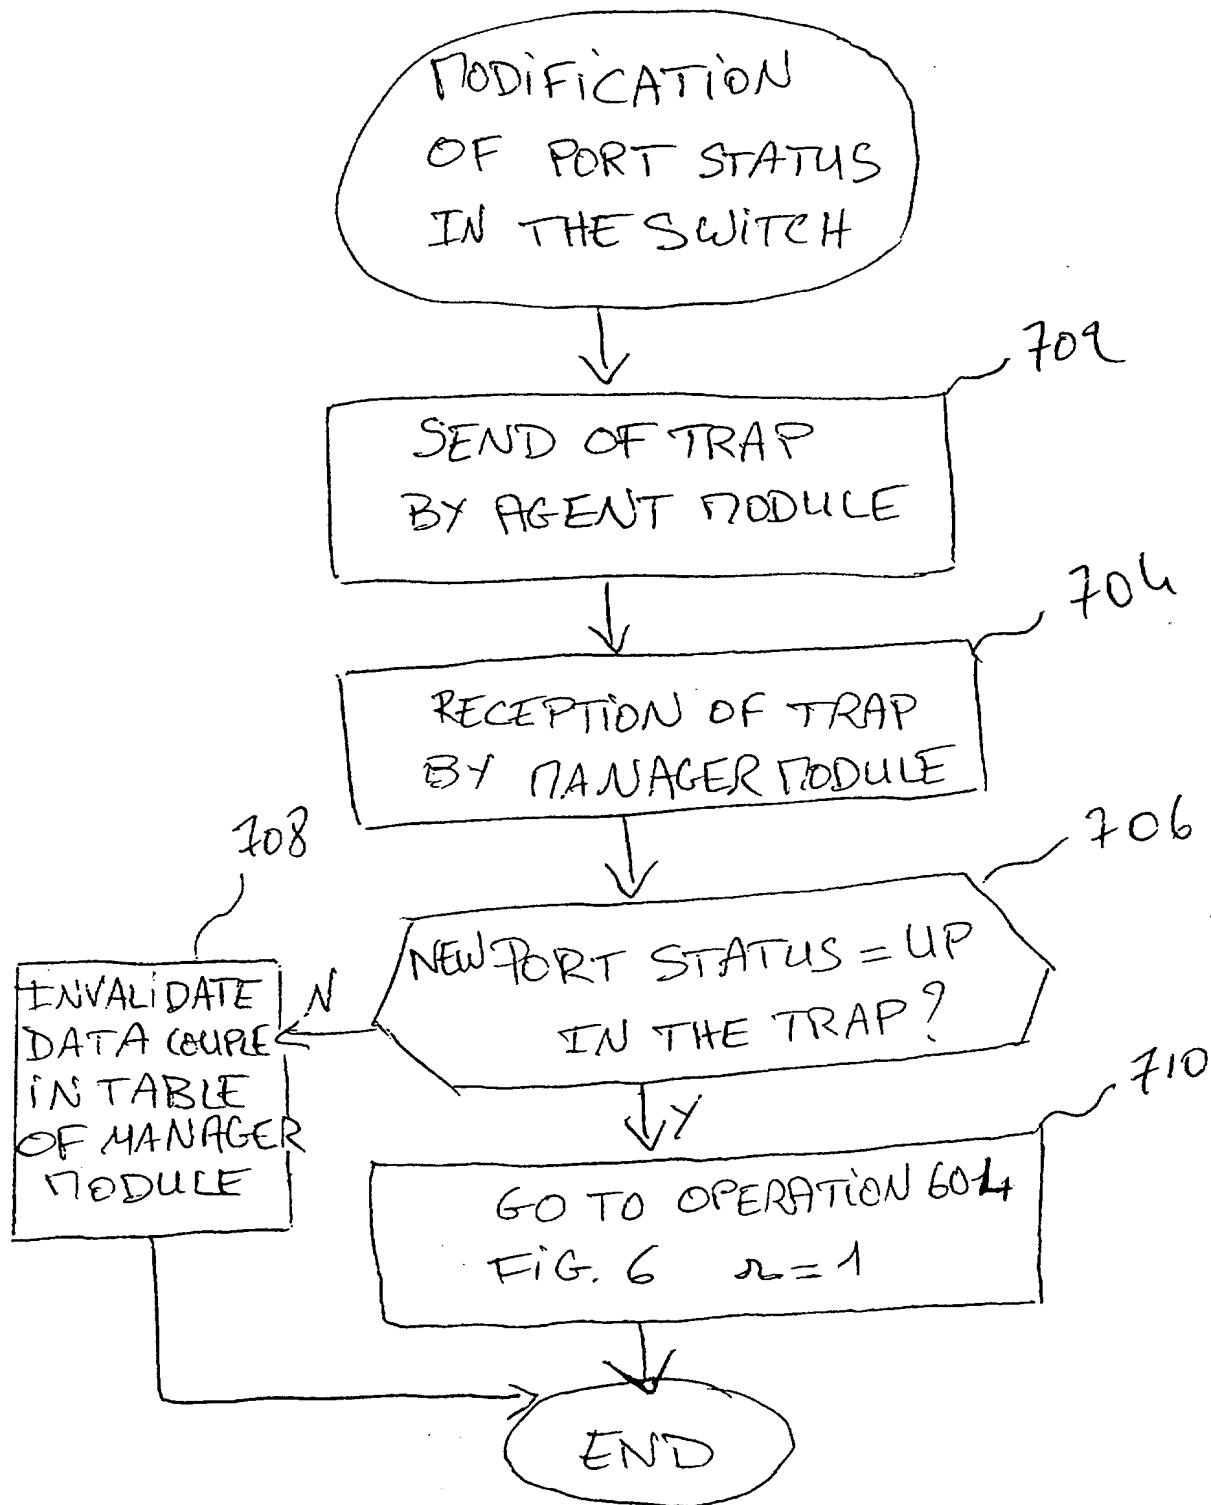 MODIFICATION
OF PORT STATUS
IN THE SWITCH
702
SEND OF TRAP
BY AGENT MODULE
704
RECEPTION OF TRAP
BY MANAGER MODULE
706
NEW PORT STATUS = UP
IN THE TRAP?
N
708
INVALIDATE
DATA COUPLE
IN TABLE
OF MANAGER
MODULE
Y
710
GO TO OPERATION 604
FIG. 6 r=1
END